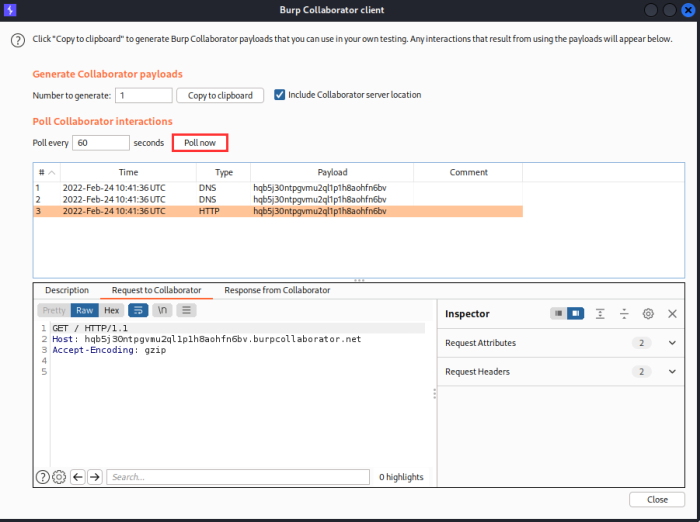 Burp Collaborator client
Click "Copy to clipboard" to generate Burp Collaborator payloads that you can use in your own testing. Any interactions that result from using the payloads will appear below.
Generate Collaborator payloads
Number to generate: 1 Copy to clipboard Include Collaborator server location
Poll Collaborator interactions
Poll every 60 seconds Poll now
# Time Type Payload Comment
1 2022-Feb-24 10:41:36 UTC DNS hqb5j30ntpgvmu2ql1p1h8aohfn6bv
2 2022-Feb-24 10:41:36 UTC DNS hqb5j30ntpgvmu2ql1p1h8aohfn6bv
3 2022-Feb-24 10:41:36 UTC HTTP hqb5j30ntpgvmu2ql1p1h8aohfn6bv
Description Request to Collaborator Response from Collaborator
Pretty Raw Hex \n
Inspector
1 GET / HTTP/1.1
2 Host: hqb5j30ntpgvmu2ql1p1h8aohfn6bv.burpcollaborator.net
3 Accept-Encoding: gzip
4
5
Request Attributes 2
Request Headers 2
Search... 0 highlights
Close